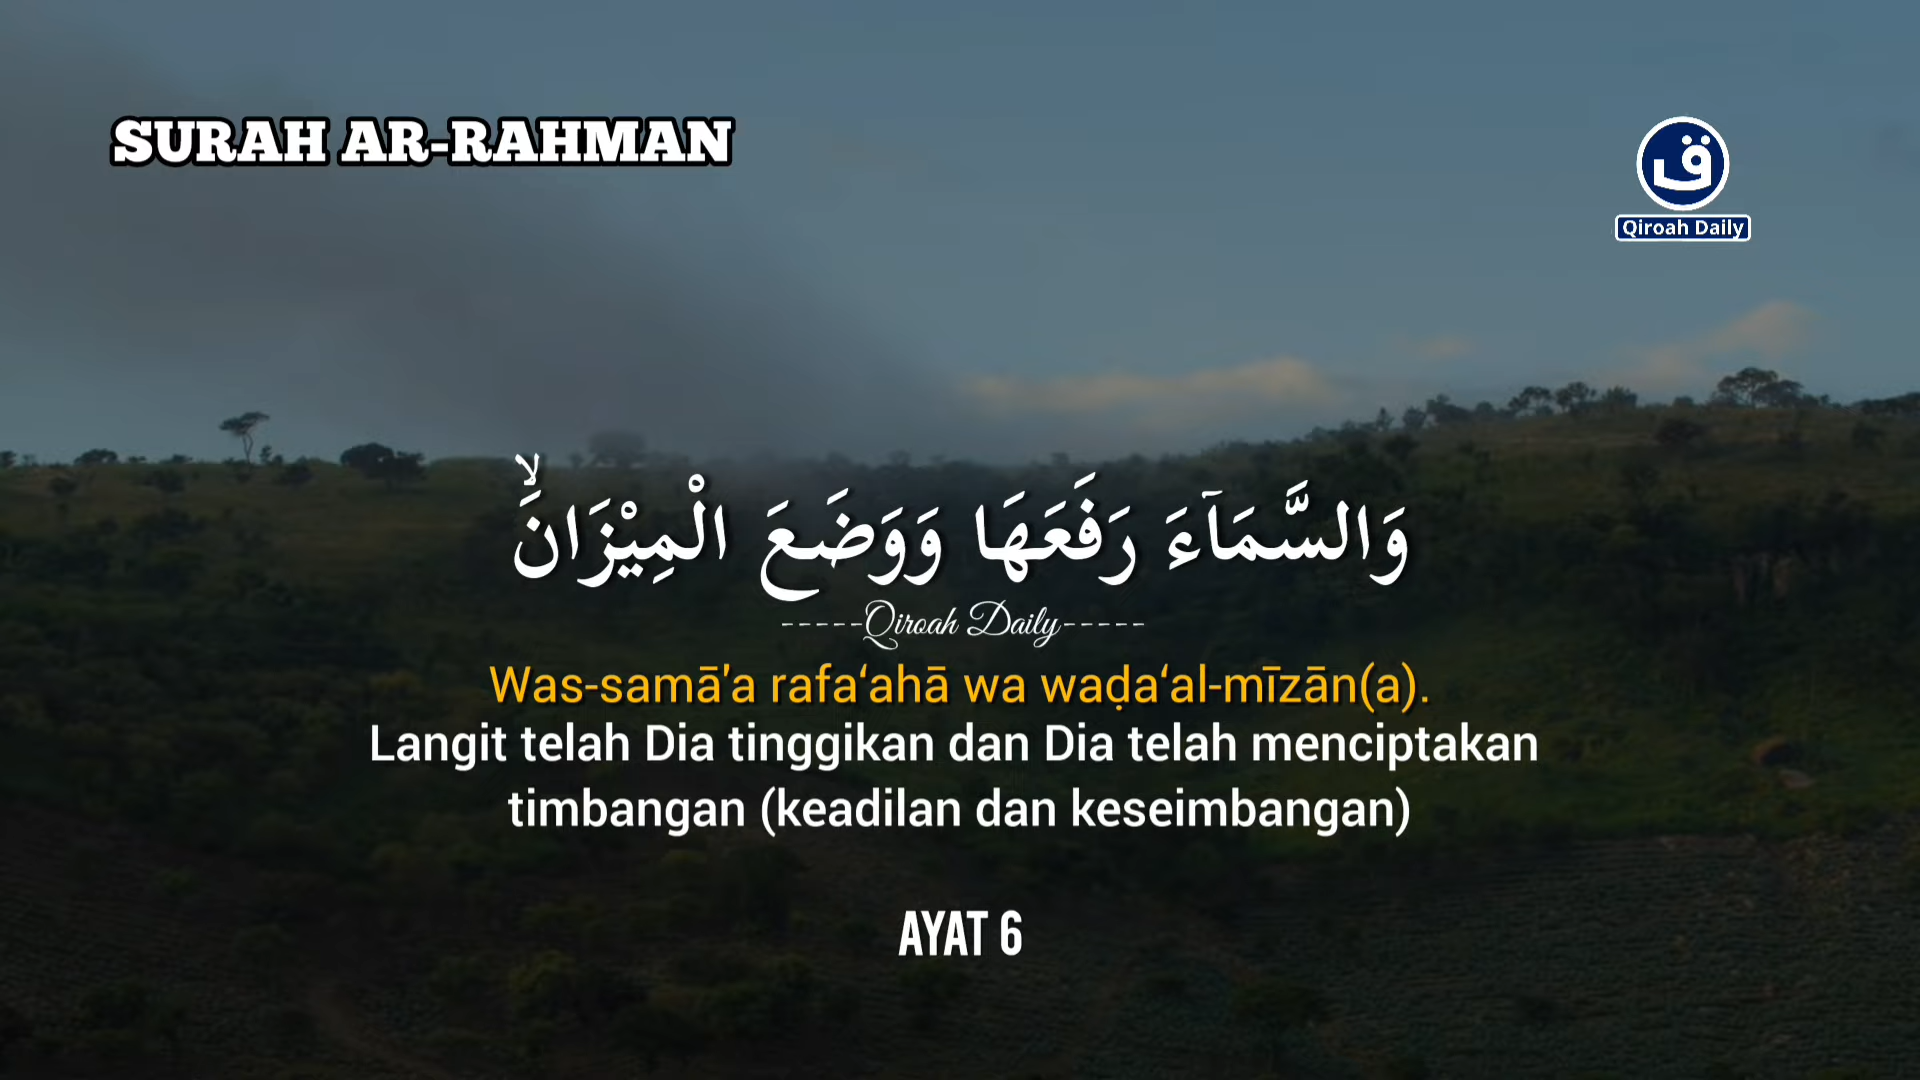 SURAH AR-RAHMAN
ق
Qiroah Daily
وَالسَّمَاۤءَ رَفَعَهَا وَوَضَعَ الْمِيْزَانَۙ
-----Qiroah Daily-----
Was-samā'a rafa‘ahā wa waḍa‘al-mīzān(a).
Langit telah Dia tinggikan dan Dia telah menciptakan
timbangan (keadilan dan keseimbangan)
AYAT 6